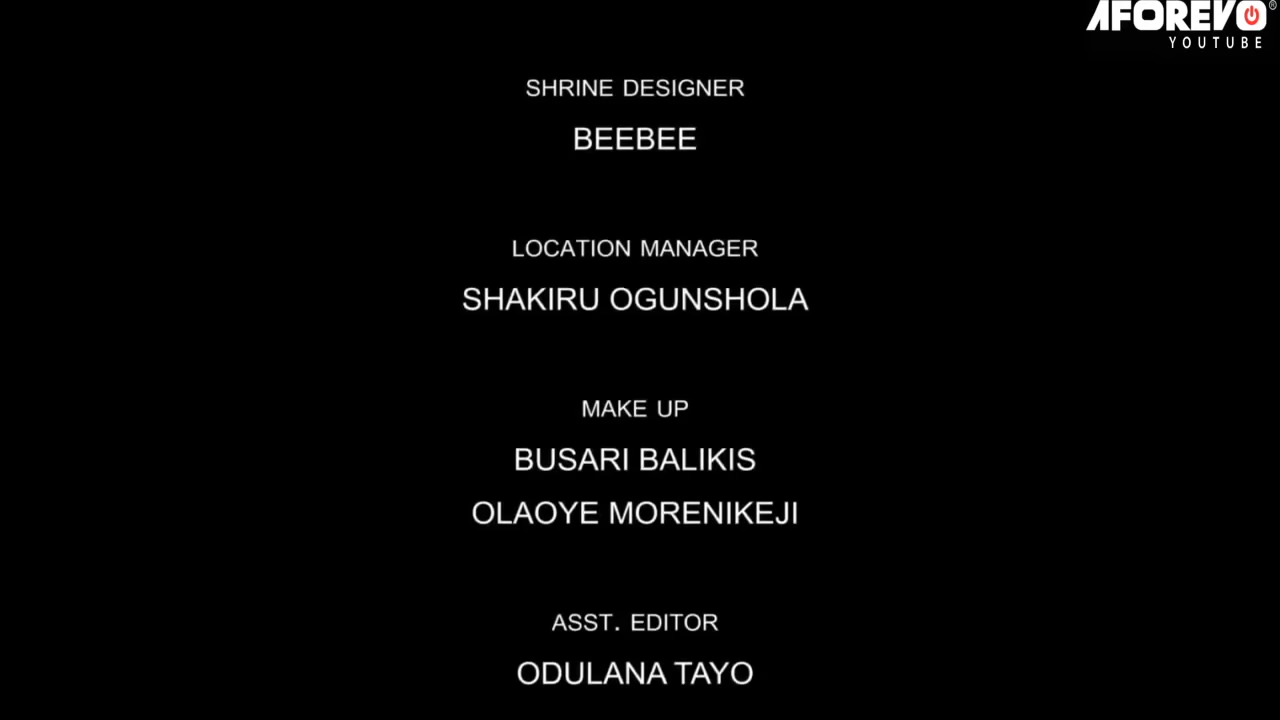 AFOREVO®
YOUTUBE
SHRINE DESIGNER
BEEBEE
LOCATION MANAGER
SHAKIRU OGUNSHOLA
MAKE UP
BUSARI BALIKIS
OLAOYE MORENIKEJI
ASST. EDITOR
ODULANA TAYO